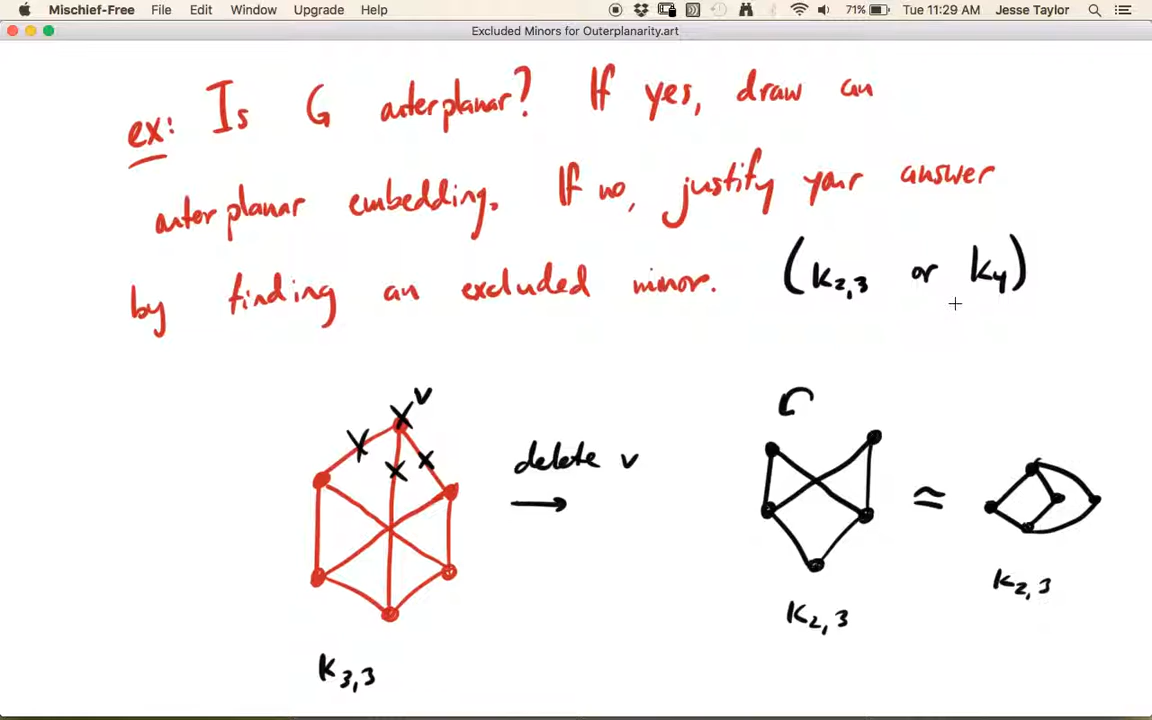 Mischief-Free File Edit Window Upgrade Help 71% Tue 11:29 AM Jesse Taylor
Excluded Minors for Outerplanarity.art
ex: Is G outerplanar? If yes, draw an
outerplanar embedding. If no, justify your answer
by finding an excluded minor. (K2,3 or K4)
v
delete v
≅
K2,3
K2,3
K3,3